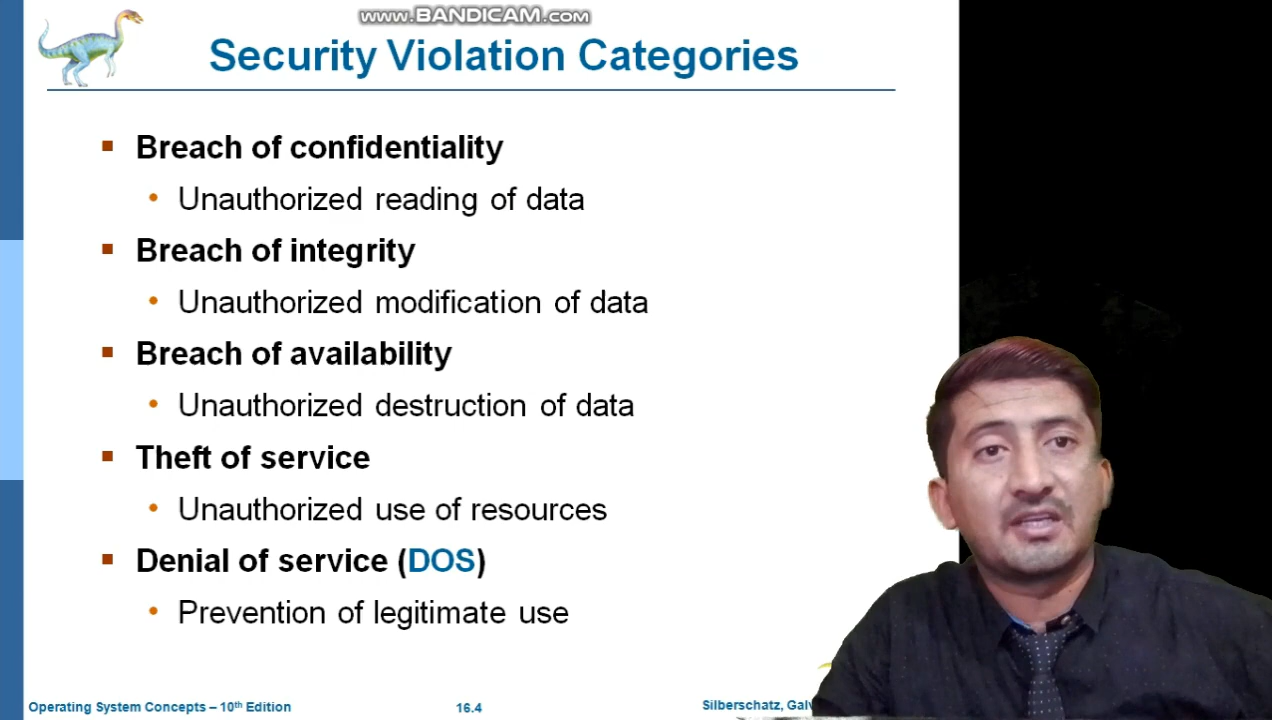 www.BANDICAM.com
Security Violation Categories
Breach of confidentiality
Unauthorized reading of data
Breach of integrity
Unauthorized modification of data
Breach of availability
Unauthorized destruction of data
Theft of service
Unauthorized use of resources
Denial of service (DOS)
Prevention of legitimate use
Operating System Concepts – 10th Edition
16.4
Silberschatz,